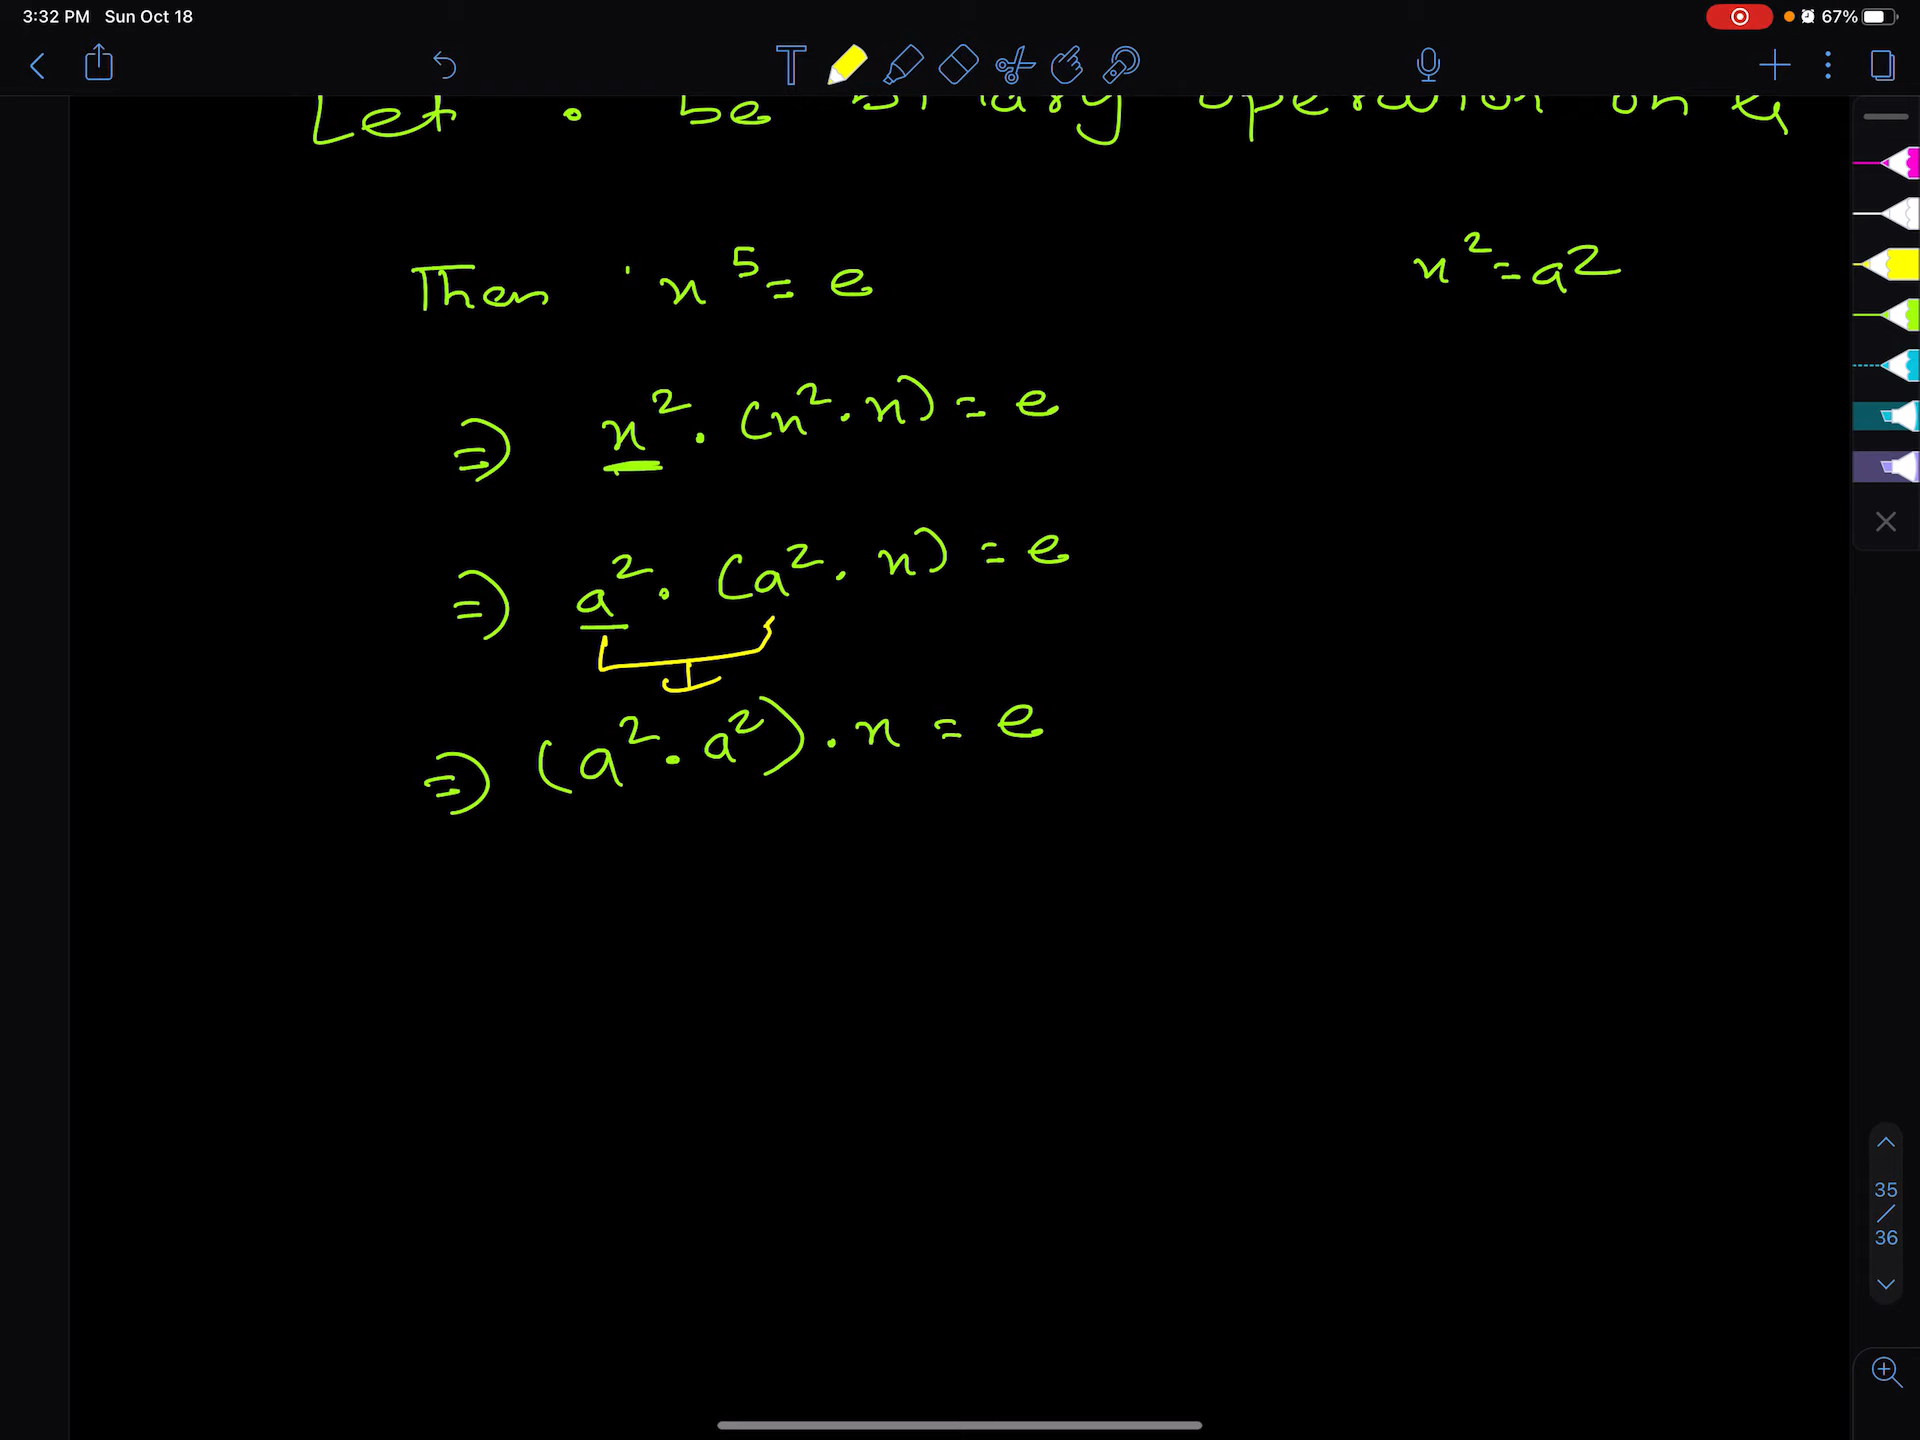 3:32 PM Sun Oct 18 67%
Let · be binary operation on G
Then x⁵ = e
x² = a²
⇒ x² · (x² · x) = e
⇒ a² · (a² · x) = e
⇒ (a² · a²) · x = e
35
/
36